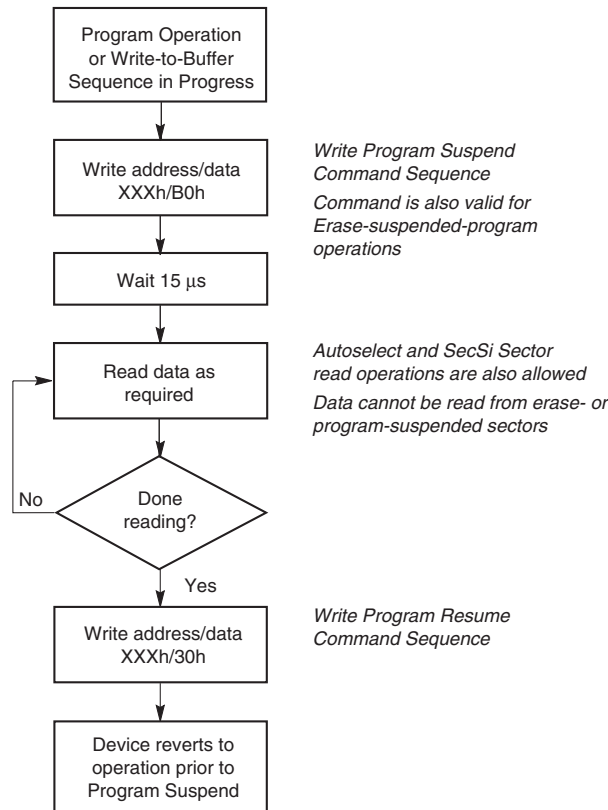 Program Operation
or Write-to-Buffer
Sequence in Progress
Write address/data
XXXh/B0h
Write Program Suspend
Command Sequence
Command is also valid for
Erase-suspended-program
operations
Wait 15 μs
Read data as
required
Autoselect and SecSi Sector
read operations are also allowed
Data cannot be read from erase- or
program-suspended sectors
No
Done
reading?
Yes
Write address/data
XXXh/30h
Write Program Resume
Command Sequence
Device reverts to
operation prior to
Program Suspend